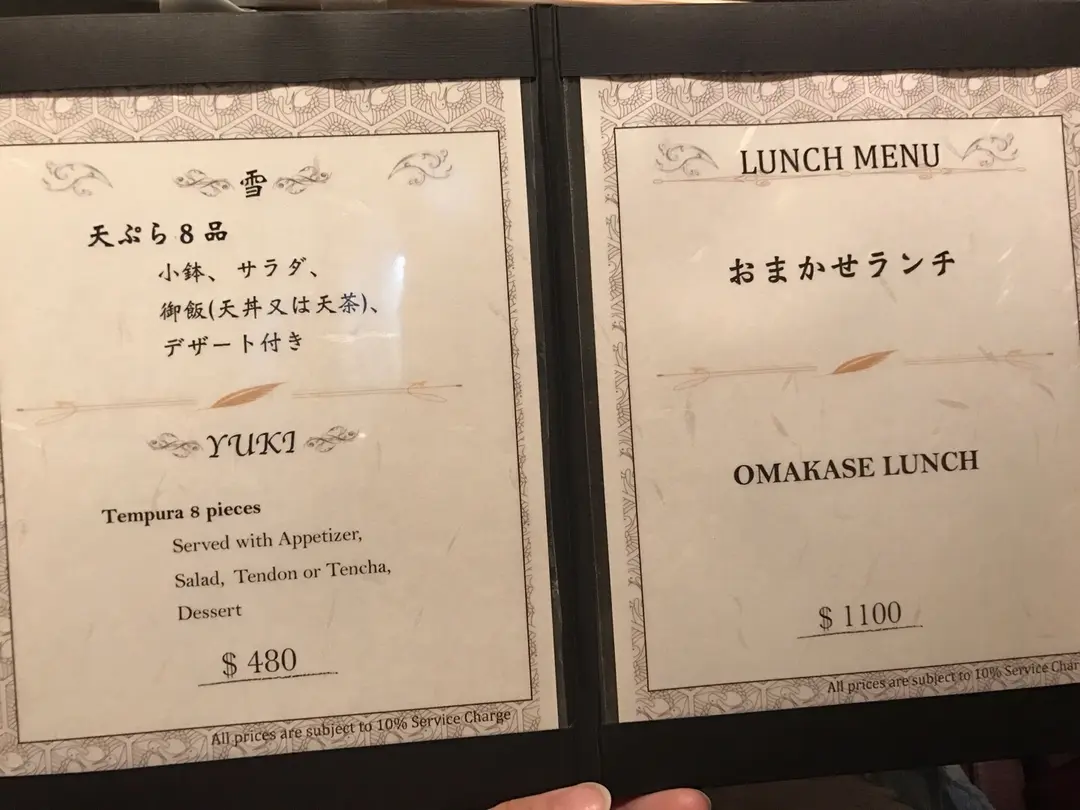 雪
天ぷら8品
小鉢、サラダ、
御飯(天丼又は天茶)、
デザート付き
YUKI
Tempura 8 pieces
Served with Appetizer,
Salad, Tendon or Tencha,
Dessert
$ 480
All prices are subject to 10% Service Charge
LUNCH MENU
おまかせランチ
OMAKASE LUNCH
$ 1100
All prices are subject to 10% Service Char